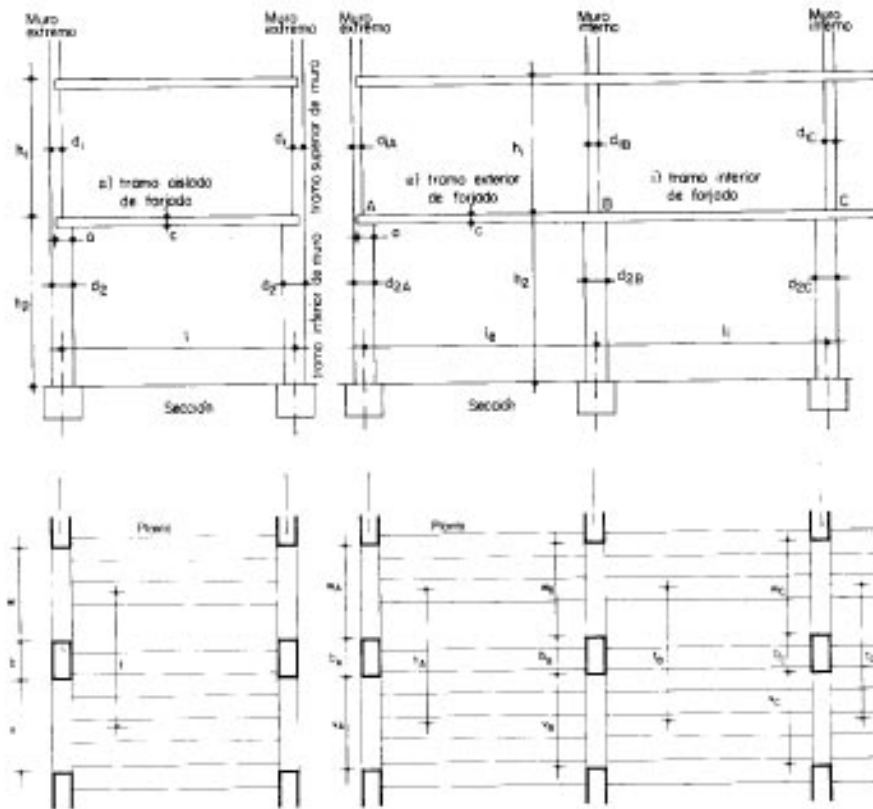 Muro
extremo
Muro
extremo
Muro
extremo
Muro
interno
Muro
interno
h₁
d₁
d₁
d1A
h₁
d1B
d1C
tramo superior de muro
a) tramo aislado
de forjado
e) tramo exterior
de forjado
i) tramo interior
de forjado
A
B
C
a
c
a
c
h₂
d₂
d₂
d2A
h₂
d2B
d2C
tramo inferior de muro
l
le
li
Sección
Sección
Planta
Planta